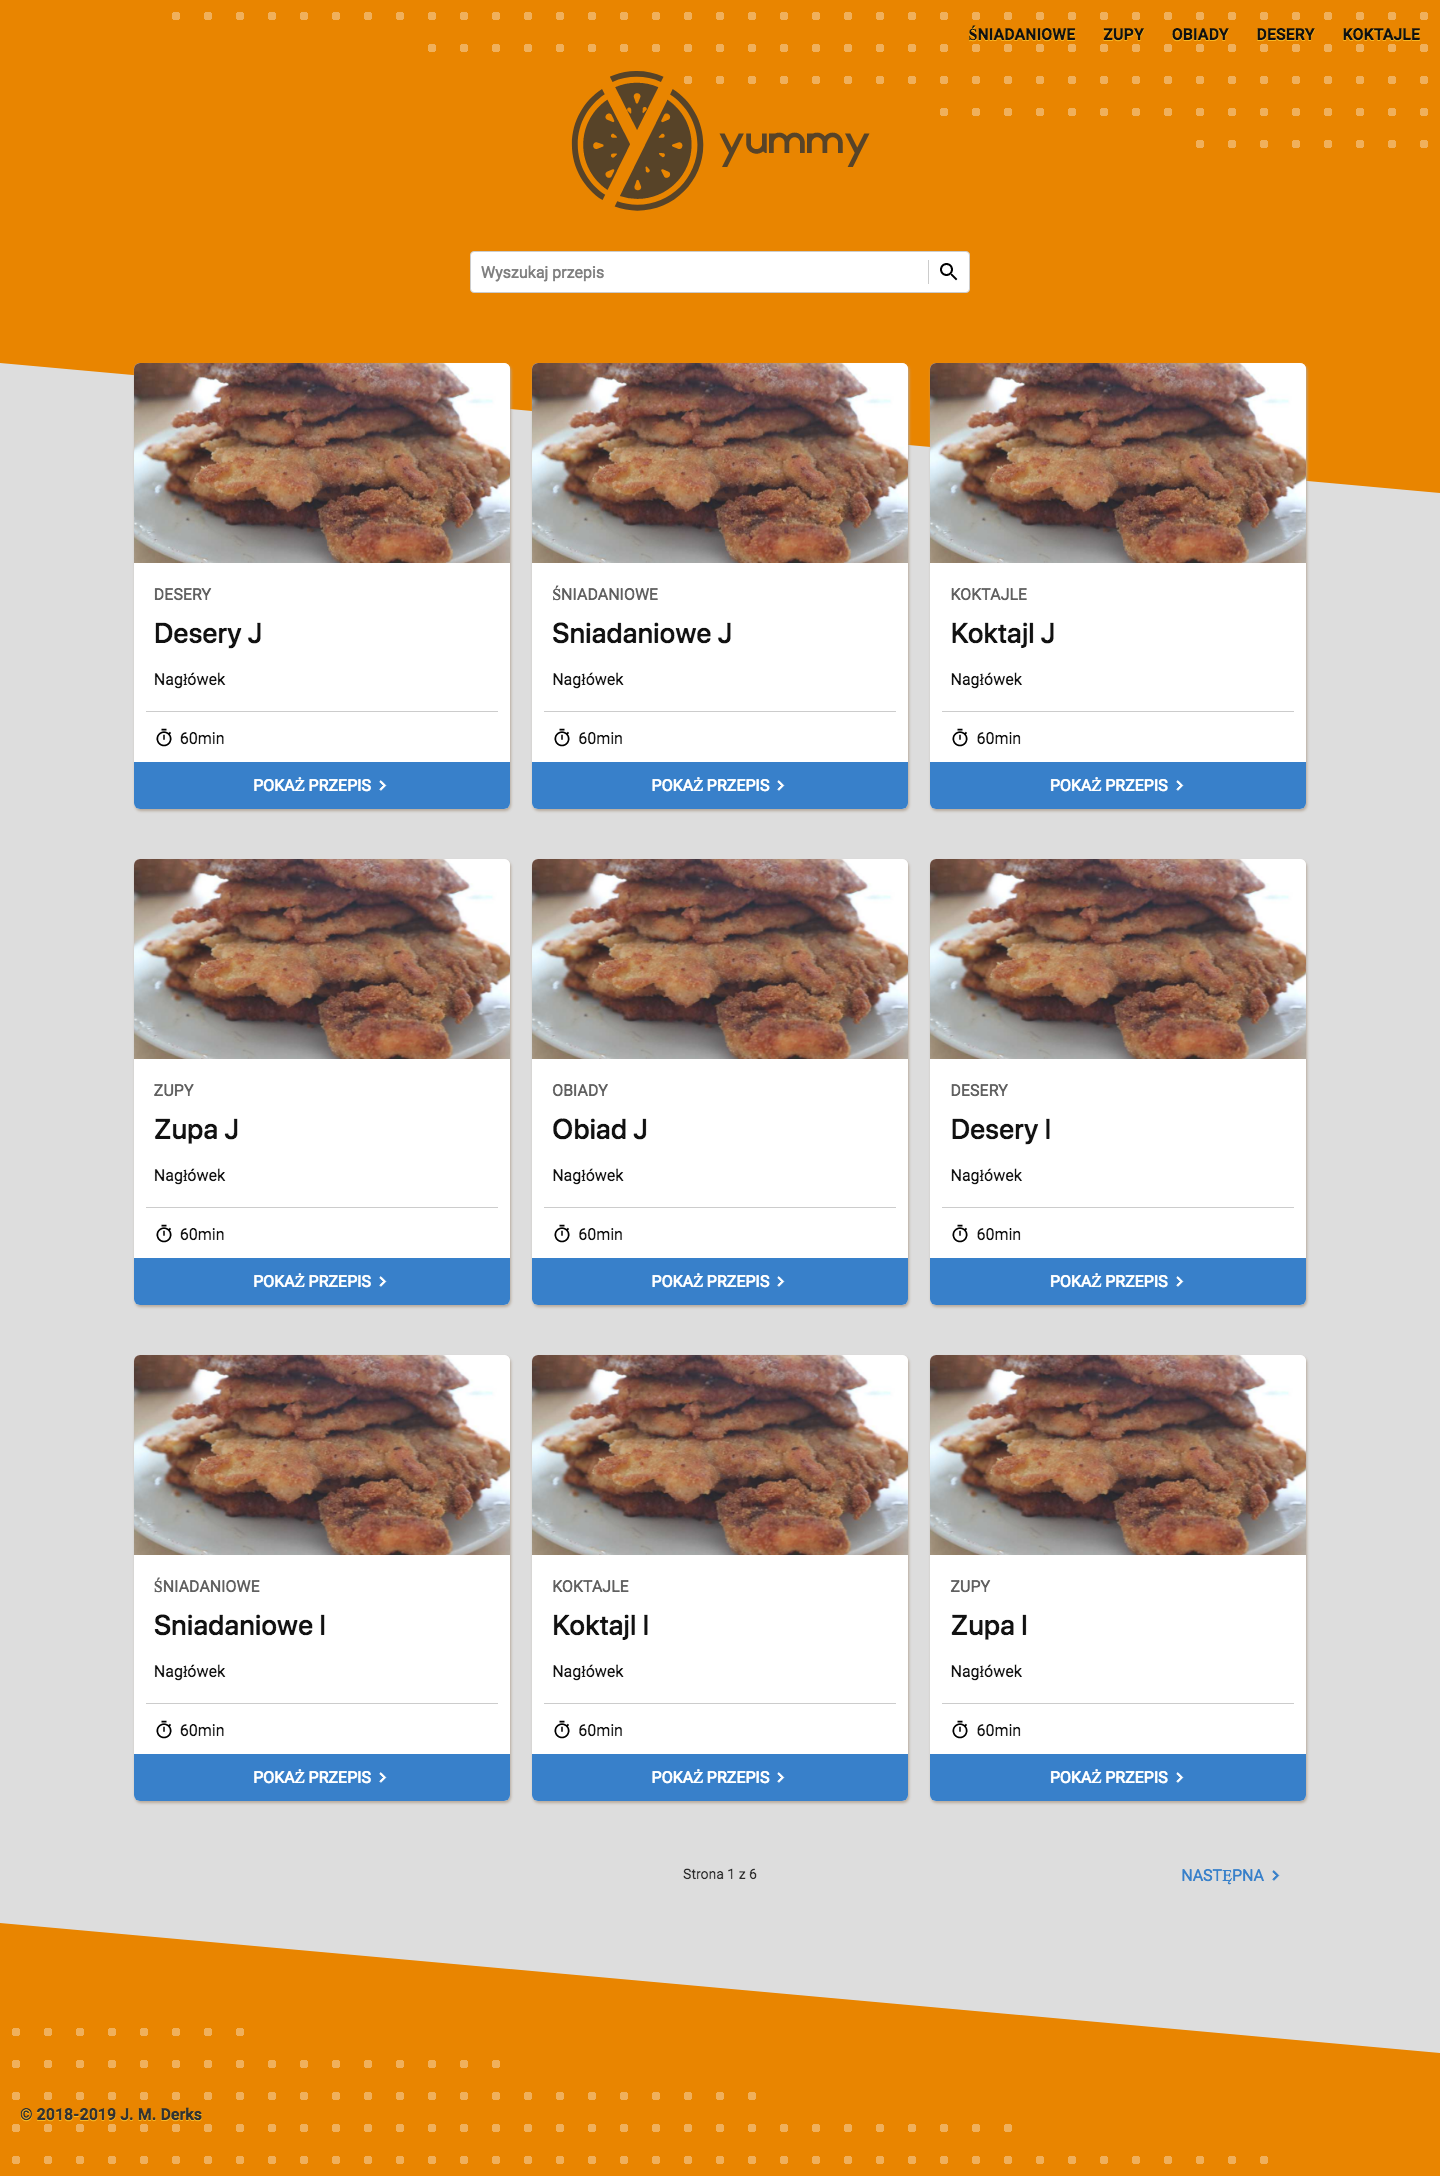 ŚNIADANIOWE ZUPY OBIADY DESERY KOKTAJLE
yummy
Wyszukaj przepis
DESERY
Desery J
Nagłówek
60min
POKAŻ PRZEPIS
ŚNIADANIOWE
Sniadaniowe J
Nagłówek
60min
POKAŻ PRZEPIS
KOKTAJLE
Koktajl J
Nagłówek
60min
POKAŻ PRZEPIS
ZUPY
Zupa J
Nagłówek
60min
POKAŻ PRZEPIS
OBIADY
Obiad J
Nagłówek
60min
POKAŻ PRZEPIS
DESERY
Desery I
Nagłówek
60min
POKAŻ PRZEPIS
ŚNIADANIOWE
Sniadaniowe I
Nagłówek
60min
POKAŻ PRZEPIS
KOKTAJLE
Koktajl I
Nagłówek
60min
POKAŻ PRZEPIS
ZUPY
Zupa I
Nagłówek
60min
POKAŻ PRZEPIS
Strona 1 z 6
NASTĘPNA
© 2018-2019 J. M. Derks